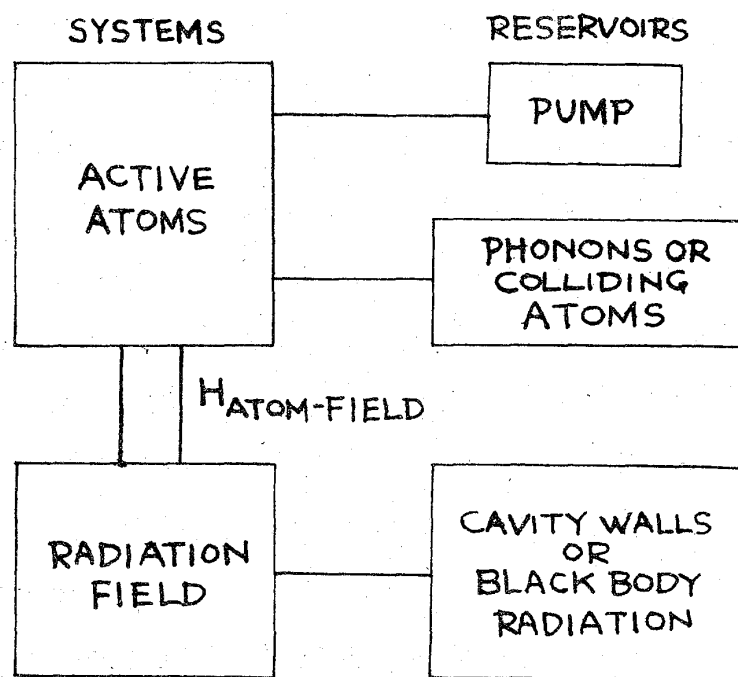 SYSTEMS
RESERVOIRS
ACTIVE
ATOMS
PUMP
PHONONS OR
COLLIDING
ATOMS
HATOM-FIELD
RADIATION
FIELD
CAVITY WALLS
OR
BLACK BODY
RADIATION